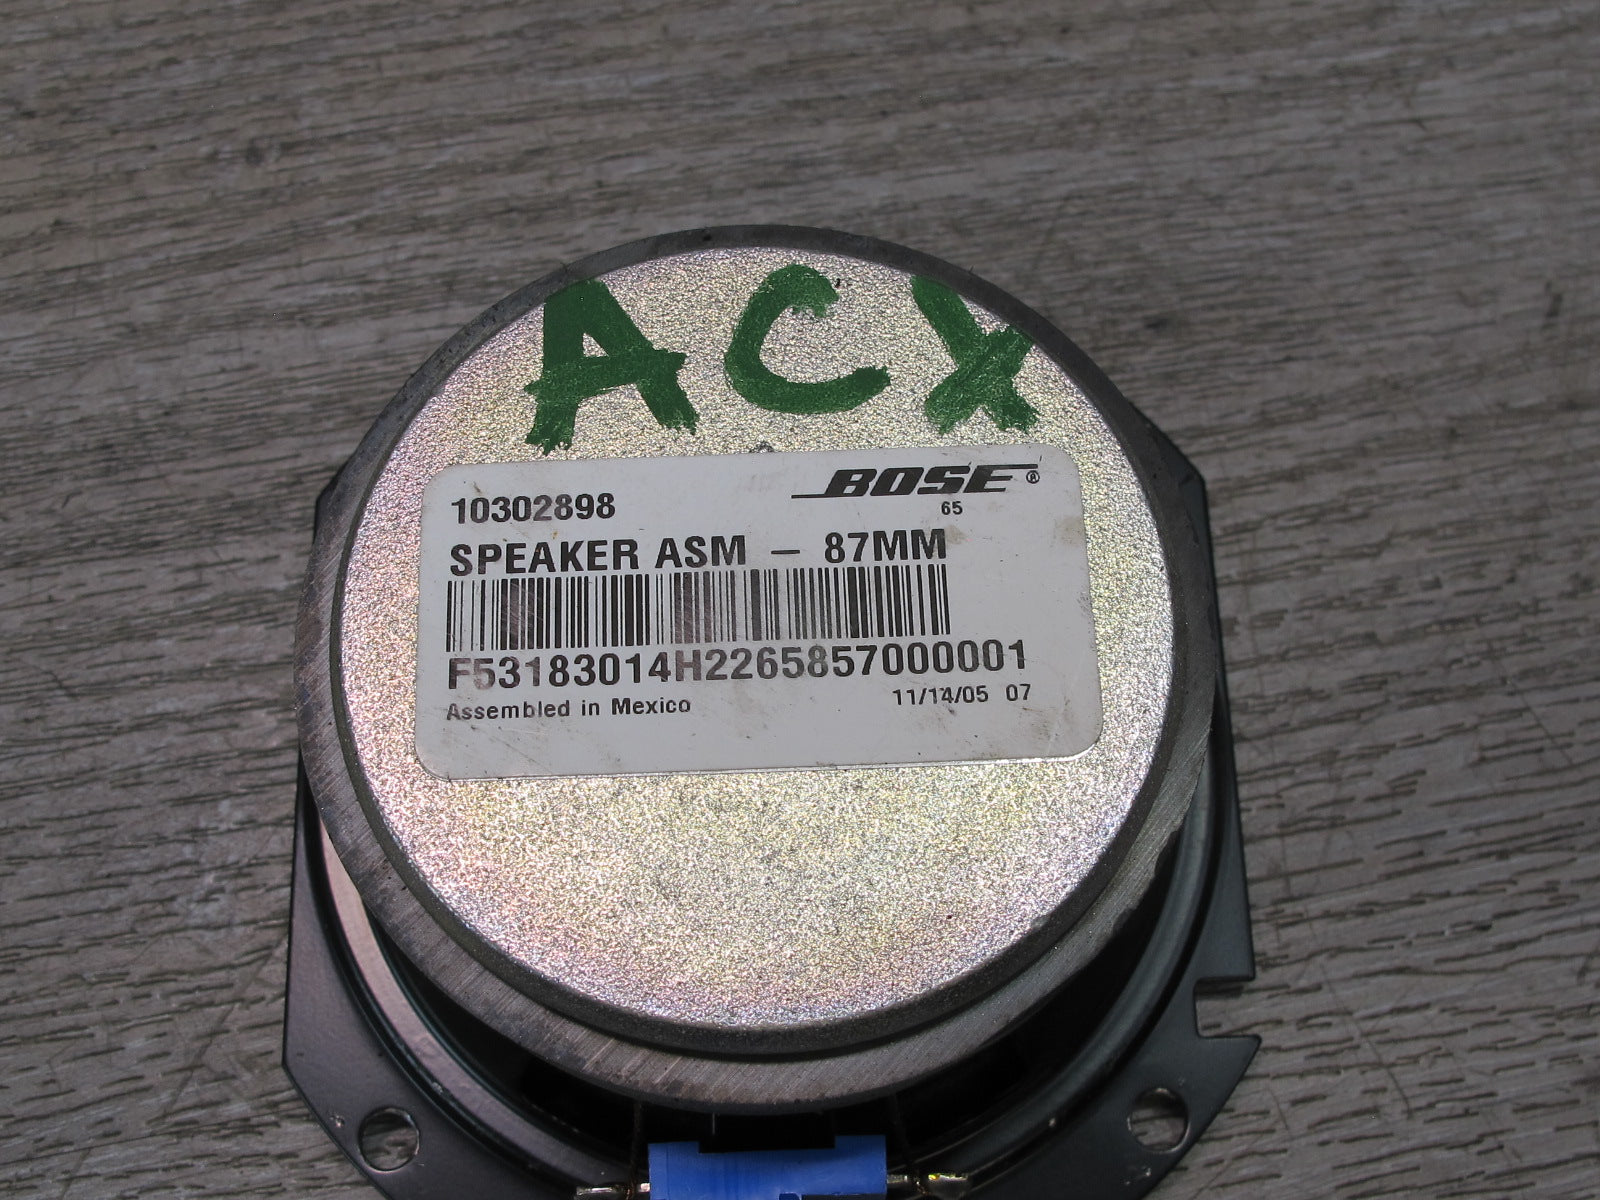 ACX
10302898 BOSE®
65
SPEAKER ASM – 87MM
F53183014H2265857000001
Assembled in Mexico 11/14/05 07